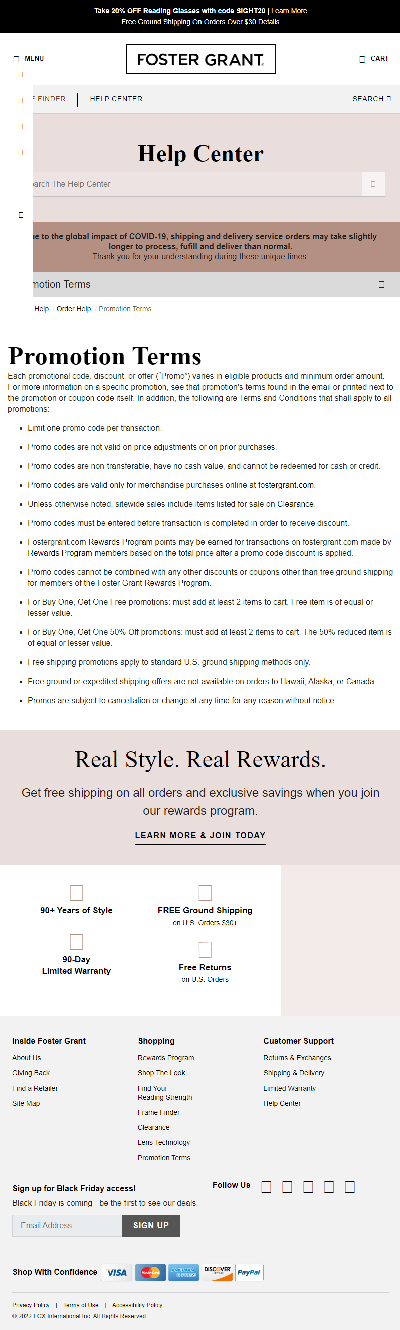 Take 20% OFF Reading Glasses with code SIGHT20 | Learn More
Free Ground Shipping On Orders Over $30 Details
MENU
FOSTER GRANT
CART
FINDER
HELP CENTER
SEARCH
Help Center
arch The Help Center
ue to the global impact of COVID-19, shipping and delivery service orders may take slightly
longer to process, fufill and deliver than normal.
Thank you for your understanding during these unique times
motion Terms
Help / Order Help / Promotion Terms
Promotion Terms
Each promotional code, discount, or offer ("Promo") varies in eligible products and minimum order amount.
For more information on a specific promotion, see that promotion's terms found in the email or printed next to
the promotion or coupon code itself. In addition, the following are Terms and Conditions that shall apply to all
promotions:
• Limit one promo code per transaction.
• Promo codes are not valid on price adjustments or on prior purchases.
• Promo codes are non transferable, have no cash value, and cannot be redeemed for cash or credit.
• Promo codes are valid only for merchandise purchases online at fostergrant.com.
• Unless otherwise noted, sitewide sales include items listed for sale on Clearance.
• Promo codes must be entered before transaction is completed in order to receive discount.
• Fostergrant.com Rewards Program points may be earned for transactions on fostergrant.com made by
Rewards Program members based on the total price after a promo code discount is applied.
• Promo codes cannot be combined with any other discounts or coupons other than free ground shipping
for members of the Foster Grant Rewards Program.
• For Buy One, Get One Free promotions: must add at least 2 items to cart. Free item is of equal or
lesser value.
• For Buy One, Get One 50% Off promotions: must add at least 2 items to cart. The 50% reduced item is
of equal or lesser value.
• Free shipping promotions apply to standard U.S. ground shipping methods only.
• Free ground or expedited shipping offers are not available on orders to Hawaii, Alaska, or Canada
• Promos are subject to cancellation or change at any time for any reason without notice
Real Style. Real Rewards.
Get free shipping on all orders and exclusive savings when you join
our rewards program.
LEARN MORE & JOIN TODAY
90+ Years of Style
FREE Ground Shipping
on U.S. Orders $30+
90-Day
Limited Warranty
Free Returns
on U.S. Orders
Inside Foster Grant
About Us
Giving Back
Find a Retailer
Site Map
Shopping
Rewards Program
Shop The Look
Find Your
Reading Strength
Frame Finder
Clearance
Lens Technology
Promotion Terms
Customer Support
Returns & Exchanges
Shipping & Delivery
Limited Warranty
Help Center
Sign up for Black Friday access!
Black Friday is coming - be the first to see our deals.
Email Address
SIGN UP
Follow Us
Shop With Confidence
VISA
MasterCard
DISCOVER
PayPal
Privacy Policy | Terms of Use | Accessibility Policy
© 2022 FGX International Inc. All Rights Reserved